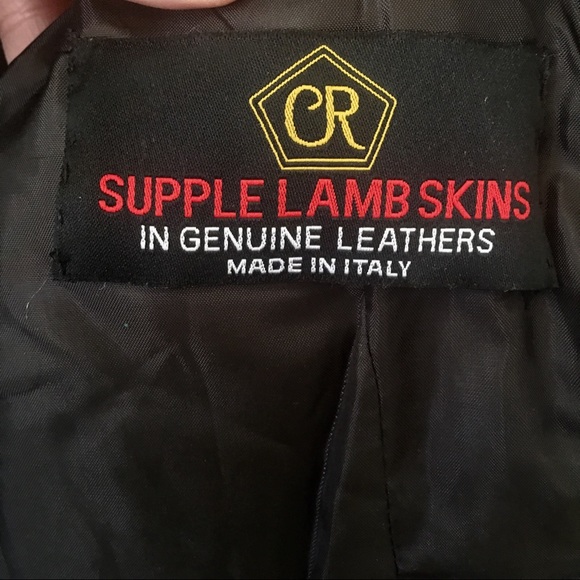 CR
SUPPLE LAMB SKINS
IN GENUINE LEATHERS
MADE IN ITALY